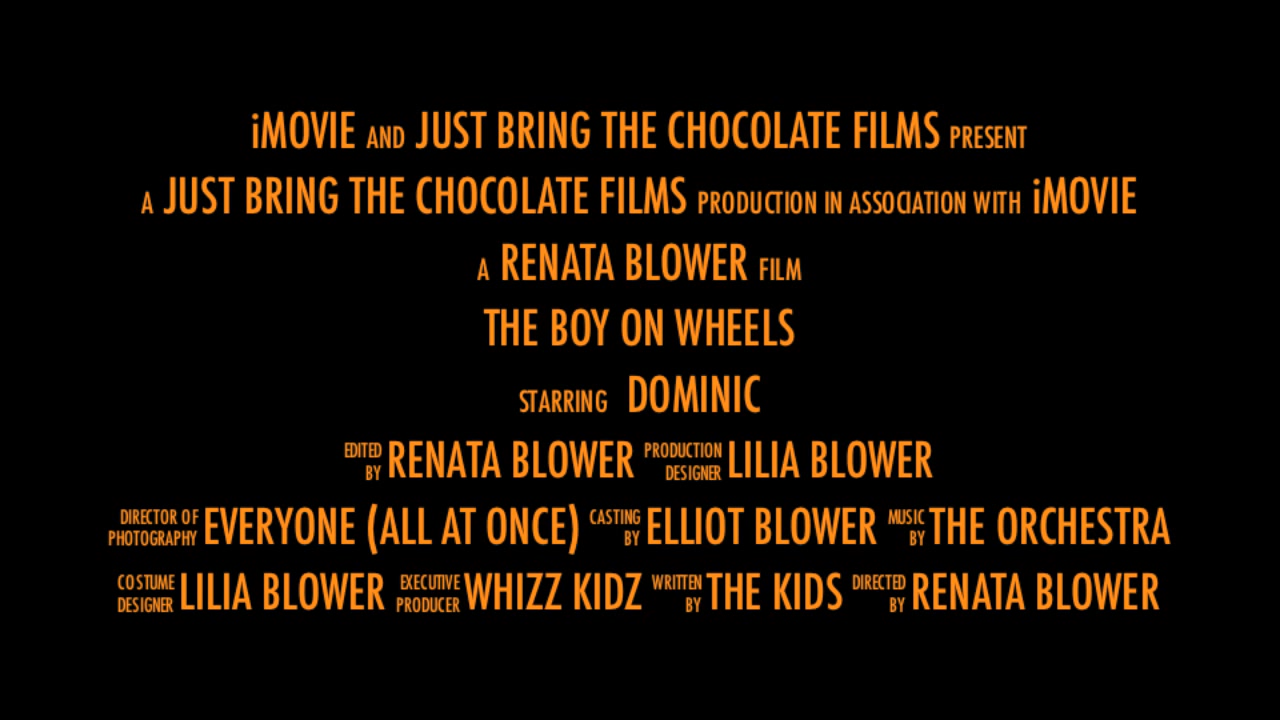 iMOVIE AND JUST BRING THE CHOCOLATE FILMS PRESENT
A JUST BRING THE CHOCOLATE FILMS PRODUCTION IN ASSOCIATION WITH iMOVIE
A RENATA BLOWER FILM
THE BOY ON WHEELS
STARRING DOMINIC
EDITED BY RENATA BLOWER PRODUCTION DESIGNER LILIA BLOWER
DIRECTOR OF PHOTOGRAPHY EVERYONE (ALL AT ONCE) CASTING BY ELLIOT BLOWER MUSIC BY THE ORCHESTRA
COSTUME DESIGNER LILIA BLOWER EXECUTIVE PRODUCER WHIZZ KIDZ WRITTEN BY THE KIDS DIRECTED BY RENATA BLOWER